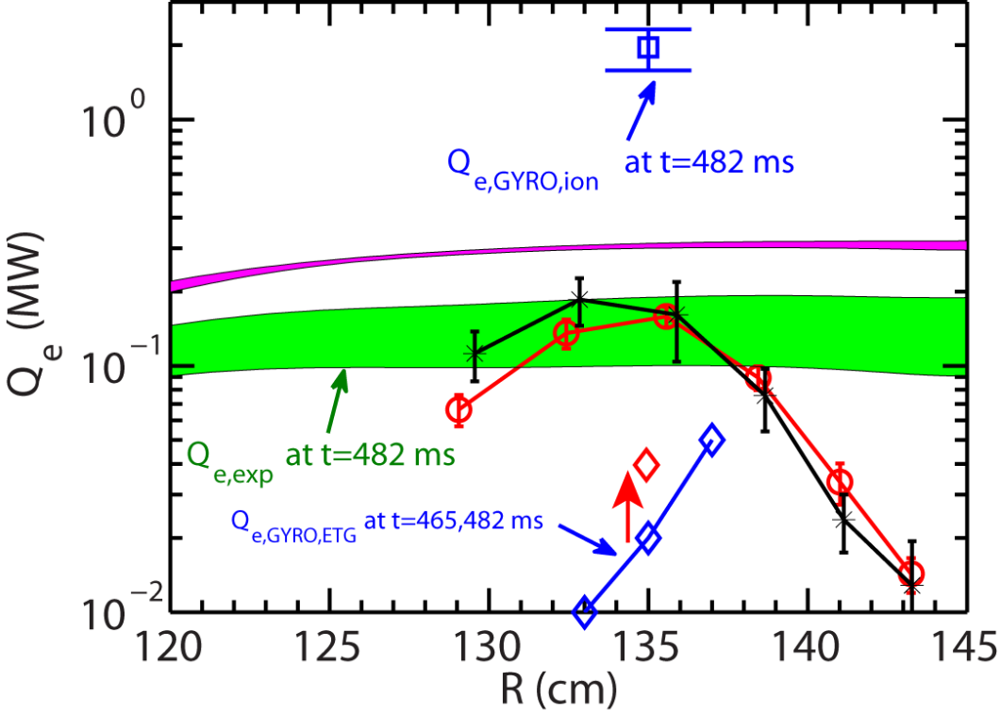 10^0
Q_e,GYRO,ion at t=482 ms
Q_e (MW)
10^-1
Q_e,exp at t=482 ms
Q_e,GYRO,ETG at t=465,482 ms
10^-2
120 125 130 135 140 145
R (cm)